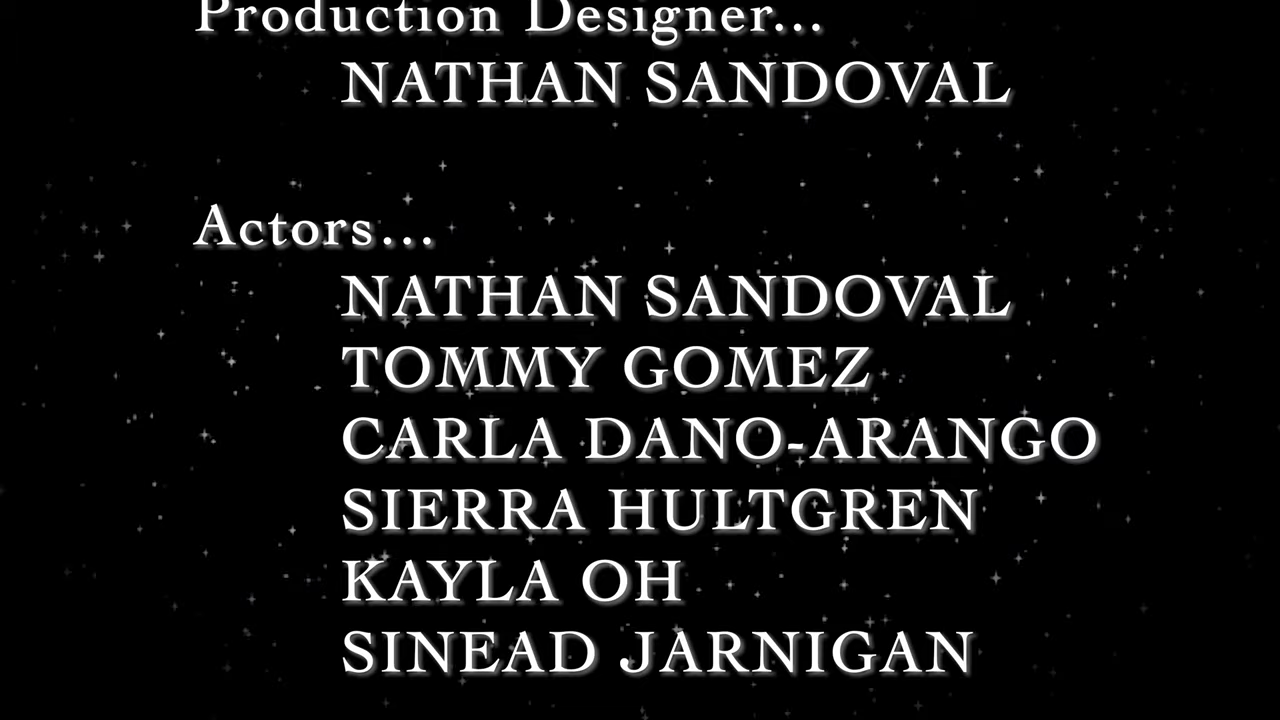 Production Designer...
NATHAN SANDOVAL
Actors...
NATHAN SANDOVAL
TOMMY GOMEZ
CARLA DANO-ARANGO
SIERRA HULTGREN
KAYLA OH
SINEAD JARNIGAN